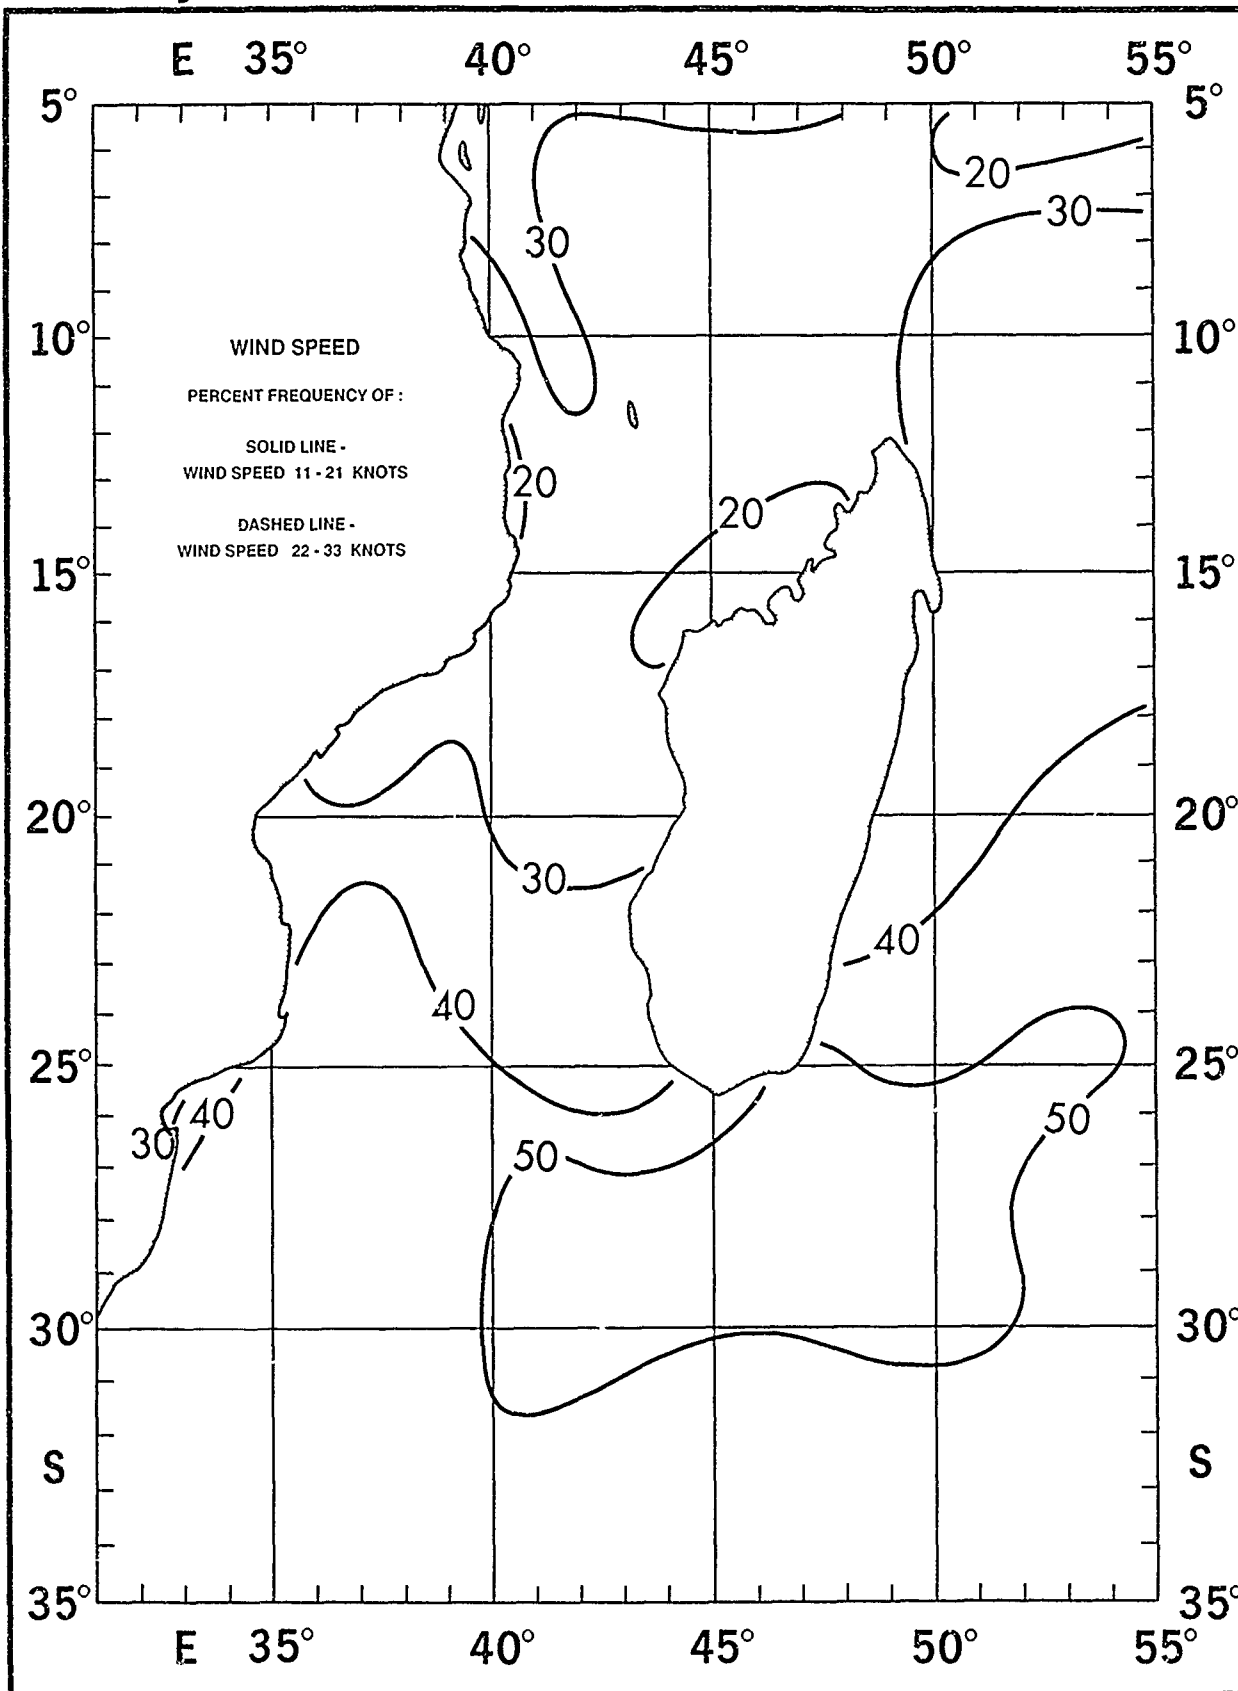 E 35° 40° 45° 50° 55°
5° 5°
20
30
30
10° 10°
WIND SPEED
PERCENT FREQUENCY OF :
SOLID LINE -
WIND SPEED 11 - 21 KNOTS
20
20
DASHED LINE -
WIND SPEED 22 - 33 KNOTS
15° 15°
20° 20°
30
40
40
25° 25°
40
50
30
50
30° 30°
S S
35° 35°
E 35° 40° 45° 50° 55°